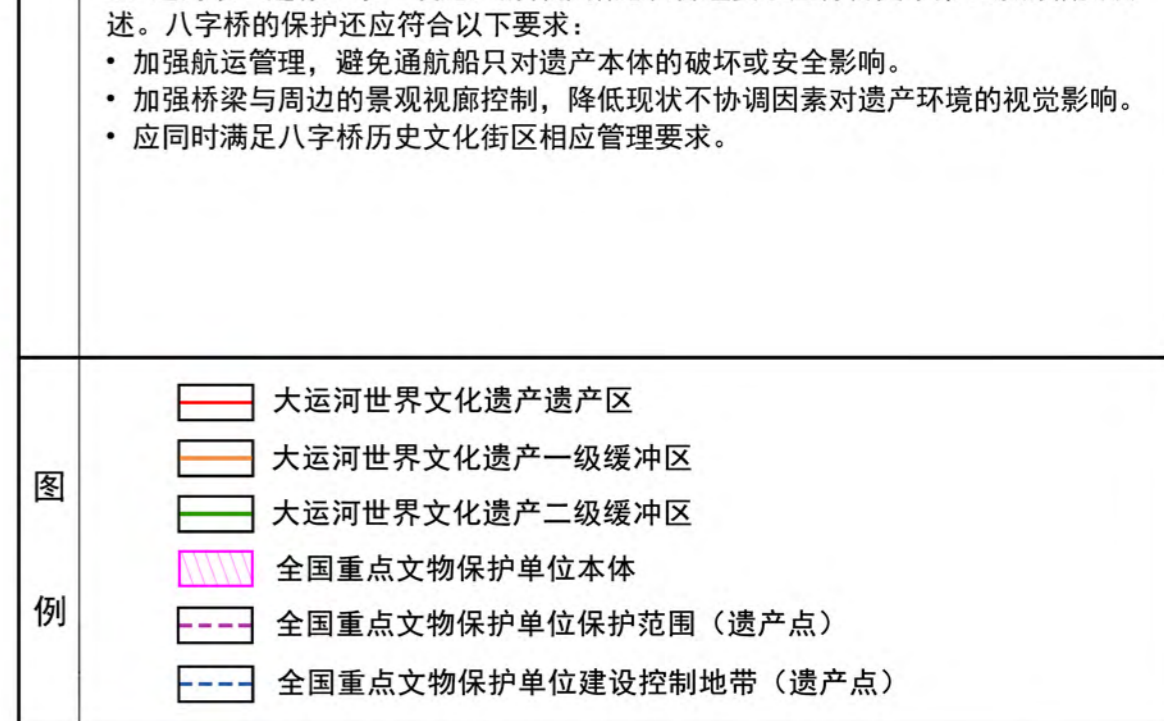 述。八字桥的保护还应符合以下要求：
• 加强航运管理，避免通航船只对遗产本体的破坏或安全影响。
• 加强桥梁与周边的景观视廊控制，降低现状不协调因素对遗产环境的视觉影响。
• 应同时满足八字桥历史文化街区相应管理要求。
图例
大运河世界文化遗产遗产区
大运河世界文化遗产一级缓冲区
大运河世界文化遗产二级缓冲区
全国重点文物保护单位本体
全国重点文物保护单位保护范围（遗产点）
全国重点文物保护单位建设控制地带（遗产点）